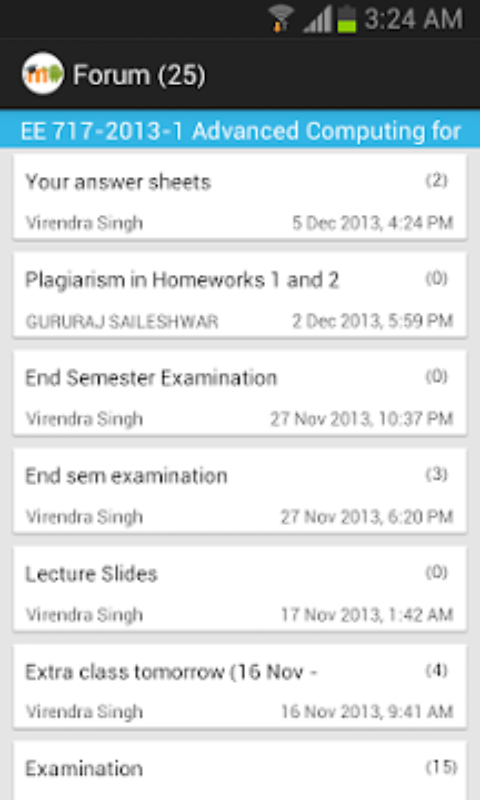 3:24 AM
Forum (25)
EE 717-2013-1 Advanced Computing for
Your answer sheets (2)
Virendra Singh 5 Dec 2013, 4:24 PM
Plagiarism in Homeworks 1 and 2 (0)
GURURAJ SAILESHWAR 2 Dec 2013, 5:59 PM
End Semester Examination (0)
Virendra Singh 27 Nov 2013, 10:37 PM
End sem examination (3)
Virendra Singh 27 Nov 2013, 6:20 PM
Lecture Slides (0)
Virendra Singh 17 Nov 2013, 1:42 AM
Extra class tomorrow (16 Nov - (4)
Virendra Singh 16 Nov 2013, 9:41 AM
Examination (15)